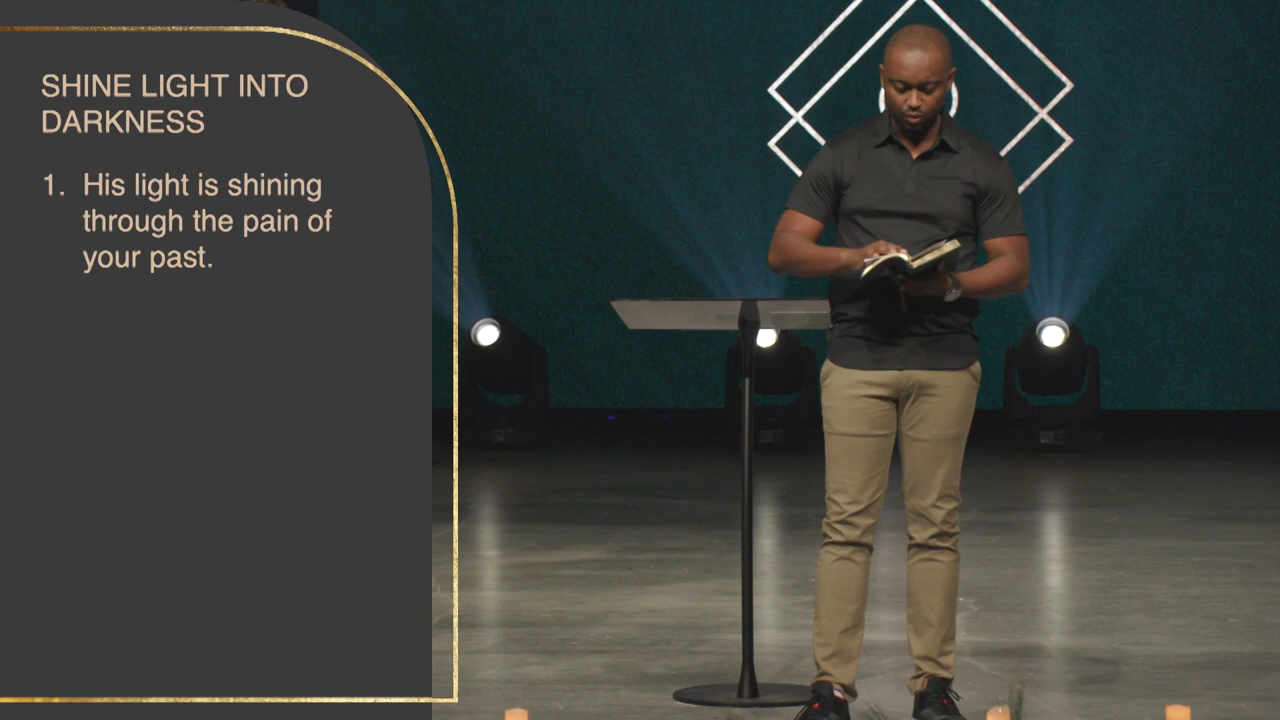 SHINE LIGHT INTO
DARKNESS
1. His light is shining
through the pain of
your past.